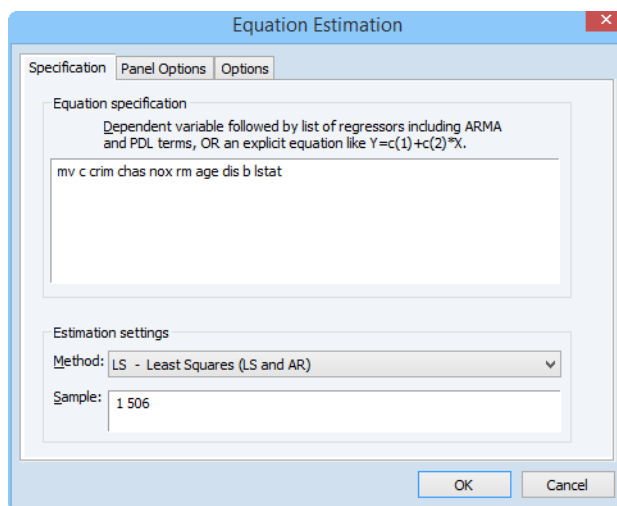 Equation Estimation
Specification
Panel Options
Options
Equation specification
Dependent variable followed by list of regressors including ARMA
and PDL terms, OR an explicit equation like Y=c(1)+c(2)*X.
mv c crim chas nox rm age dis b lstat
Estimation settings
Method: LS - Least Squares (LS and AR)
Sample: 1 506
OK
Cancel